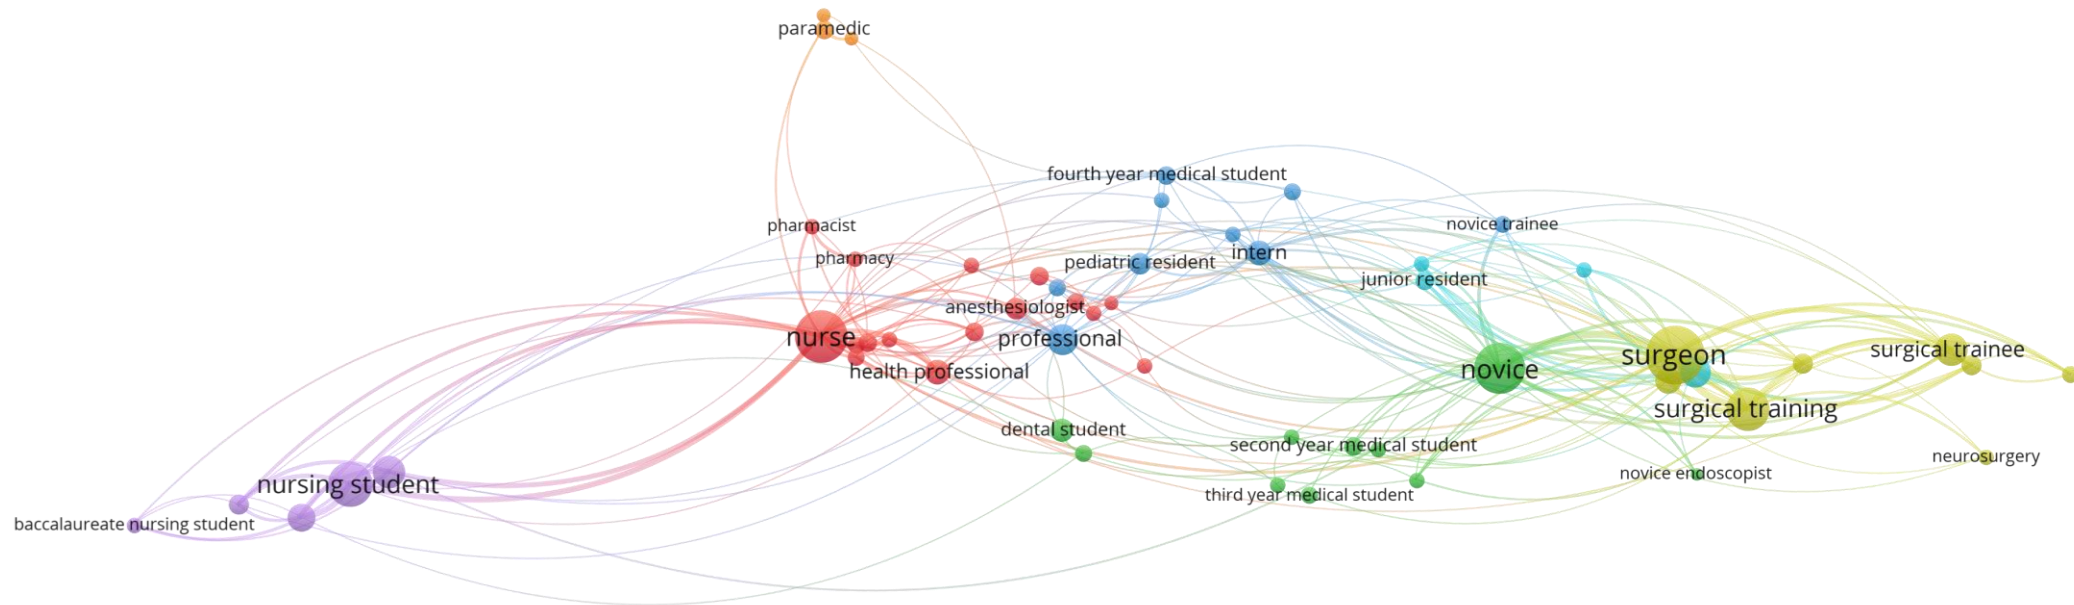 paramedic
fourth year medical student
pharmacist
novice trainee
intern
pharmacy
pediatric resident
junior resident
anesthesiologist
nurse
professional
surgeon
surgical trainee
health professional
novice
surgical training
dental student
second year medical student
neurosurgery
novice endoscopist
nursing student
third year medical student
baccalaureate nursing student